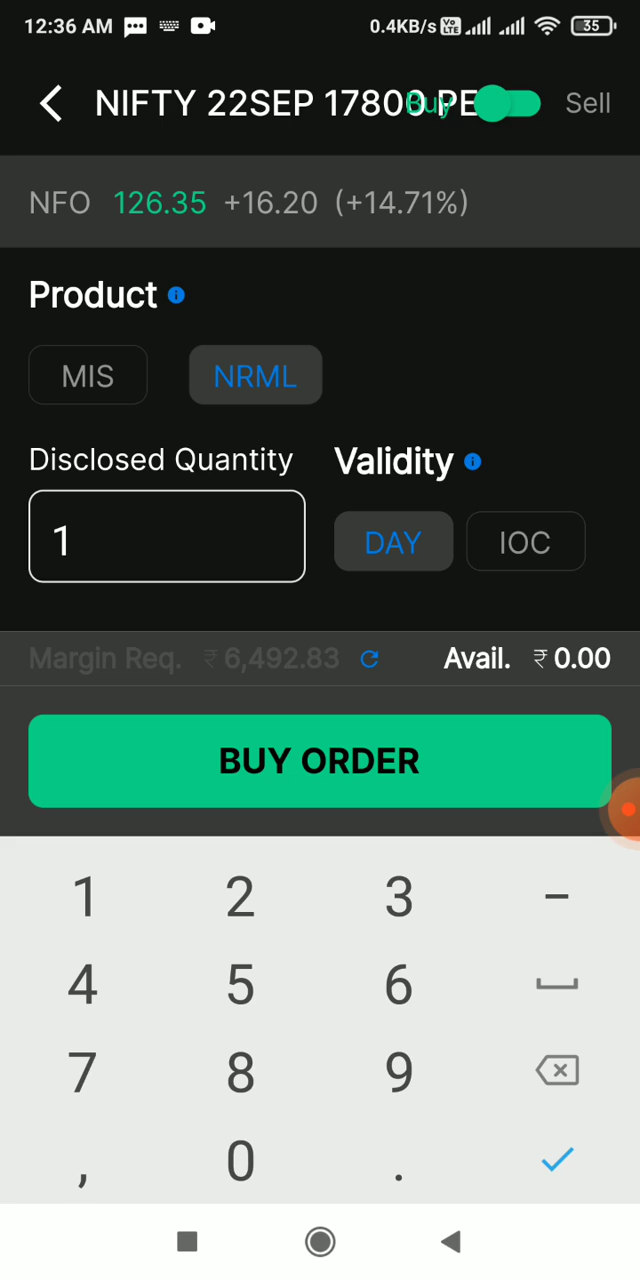 12:36 AM 0.4KB/s Vo LTE 35
NIFTY 22SEP 17800 PE Buy Sell
NFO 126.35 +16.20 (+14.71%)
Product
MIS NRML
Disclosed Quantity Validity
1 DAY IOC
Margin Req. ₹ 6,492.83 Avail. ₹ 0.00
BUY ORDER
1 2 3 -
4 5 6
7 8 9
, 0 .